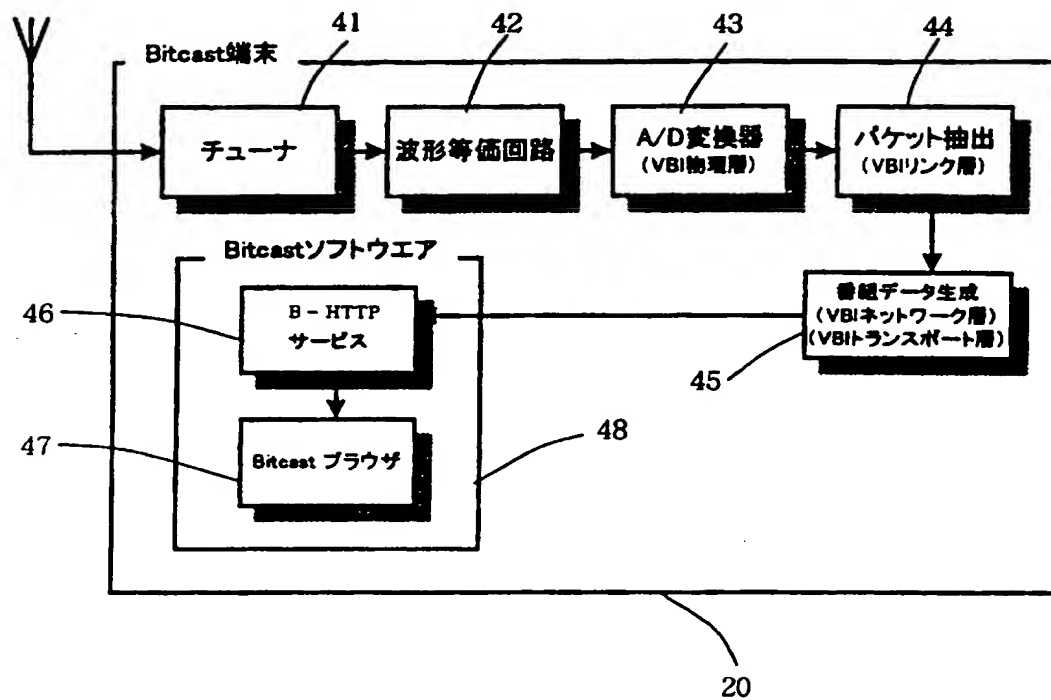 41
42
43
44
Bitcast端末
チューナ
波形等価回路
A/D変換器
(VBI物理層)
パケット抽出
(VBIリンク層)
Bitcastソフトウエア
46
B-HTTP
サービス
番組データ生成
(VBIネットワーク層)
(VBIトランスポート層)
45
47
Bitcast ブラウザ
48
20